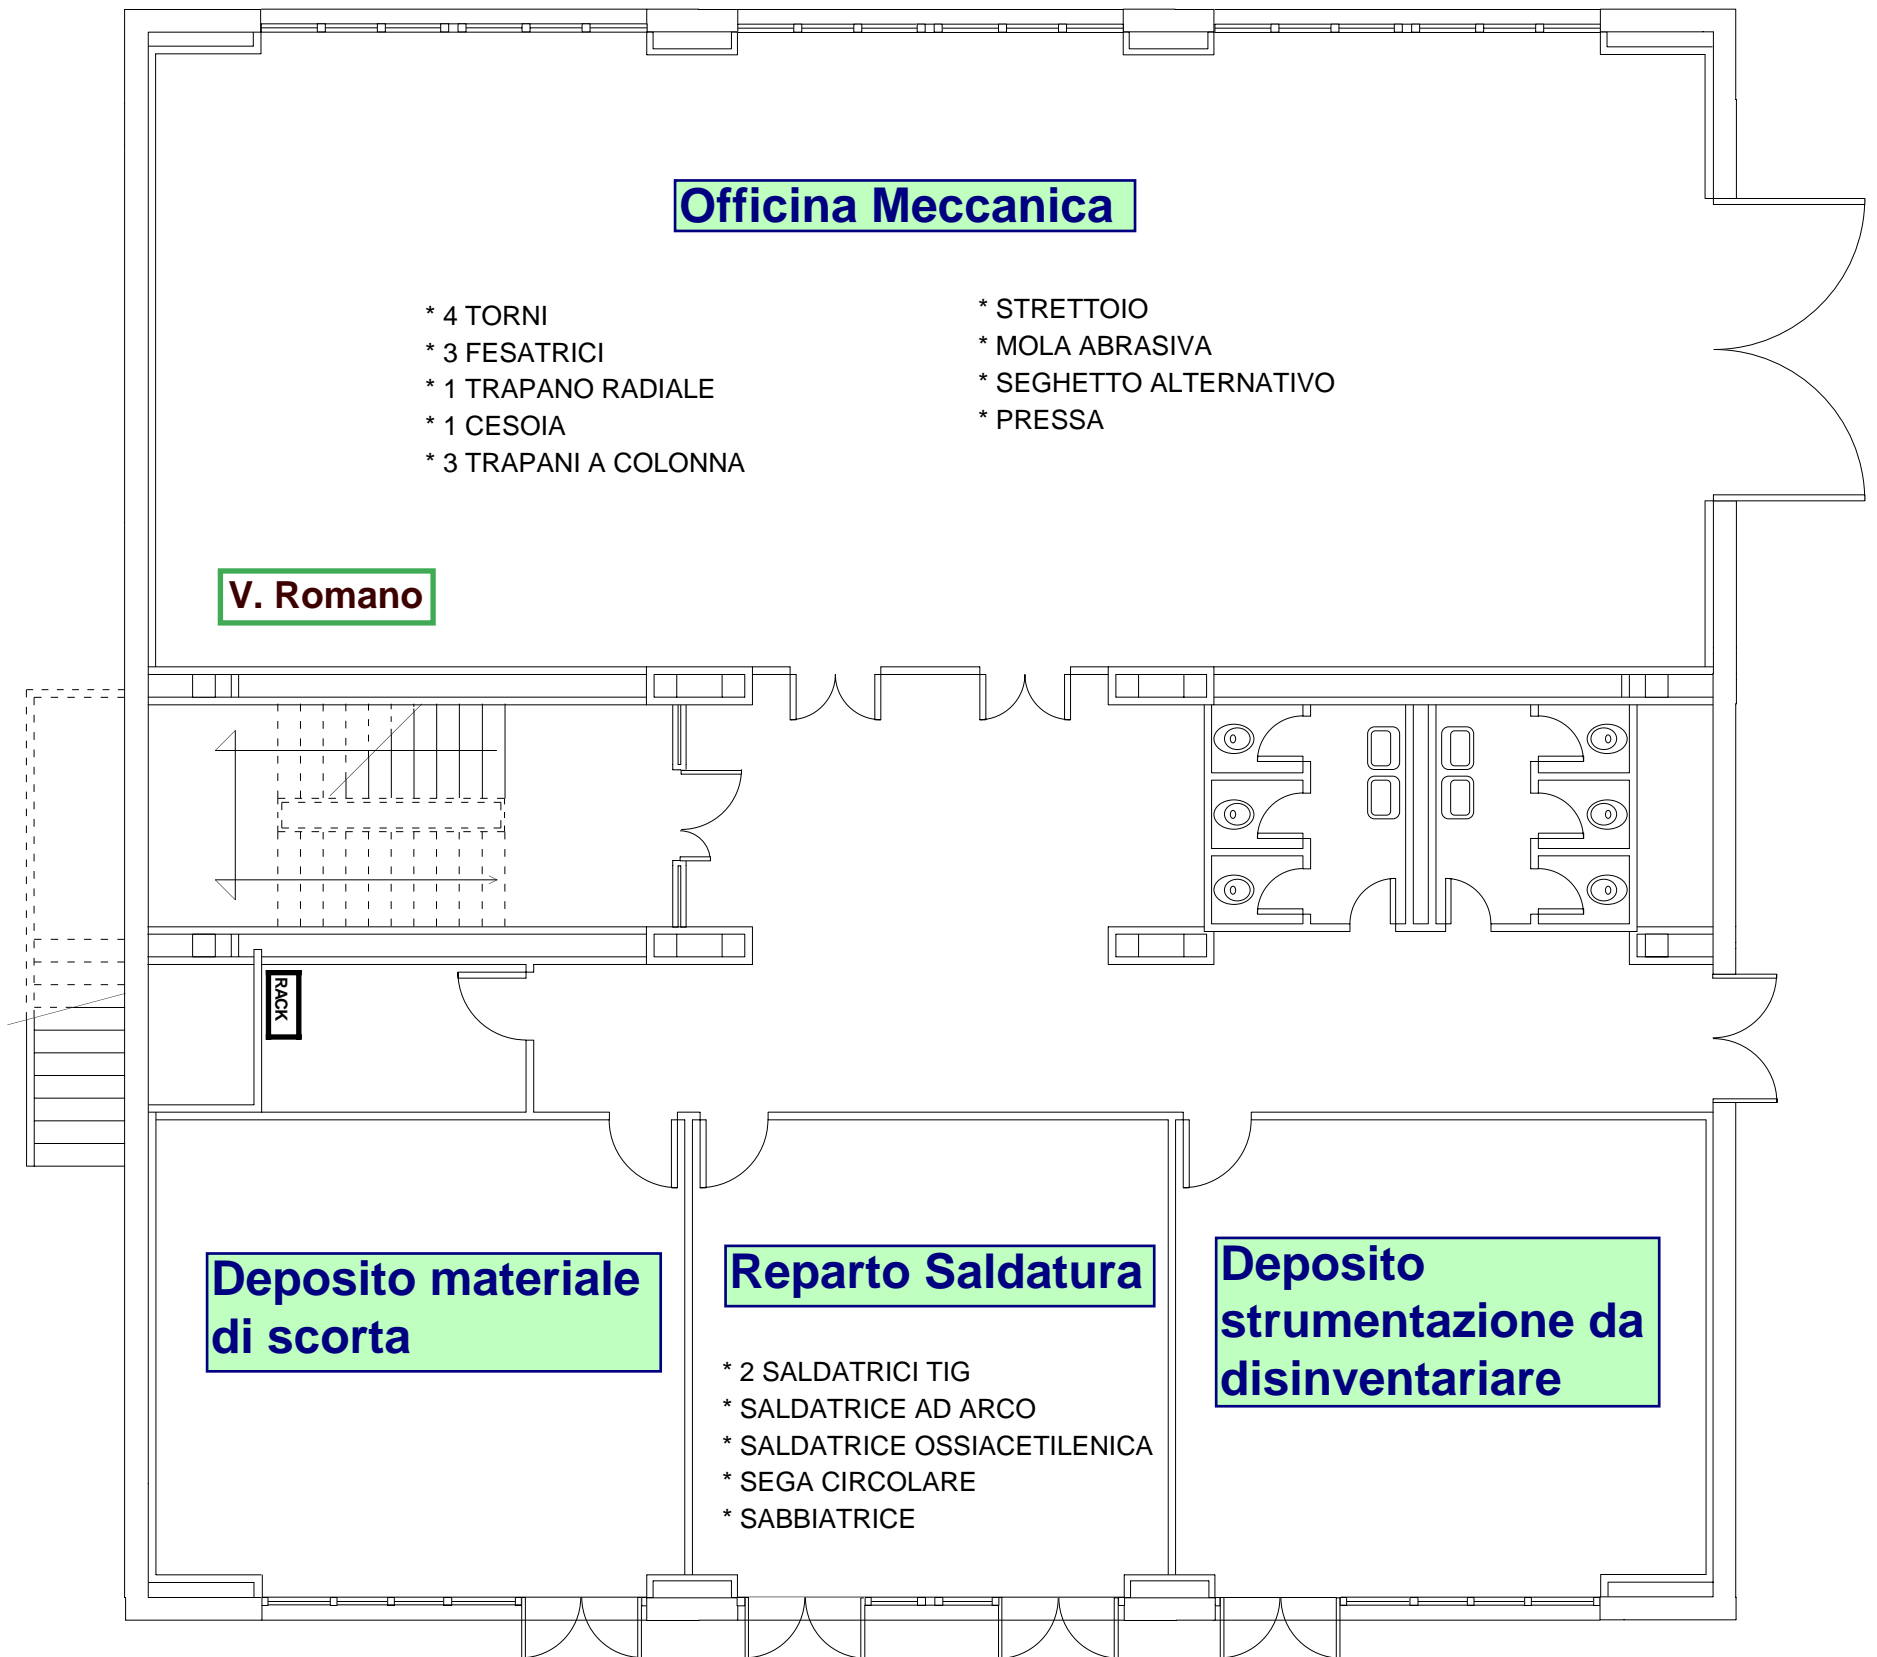 Officina Meccanica
* 4 TORNI
* 3 FESATRICI
* 1 TRAPANO RADIALE
* 1 CESOIA
* 3 TRAPANI A COLONNA
* STRETTOIO
* MOLA ABRASIVA
* SEGHETTO ALTERNATIVO
* PRESSA
V. Romano
RACK
Deposito materiale
di scorta
Reparto Saldatura
* 2 SALDATRICI TIG
* SALDATRICE AD ARCO
* SALDATRICE OSSIACETILENICA
* SEGA CIRCOLARE
* SABBIATRICE
Deposito
strumentazione da
disinventariare